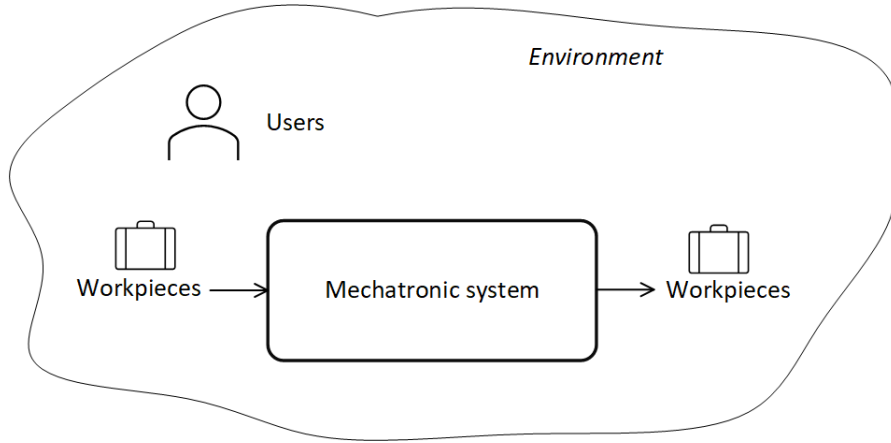 Environment
Users
Workpieces
Mechatronic system
Workpieces